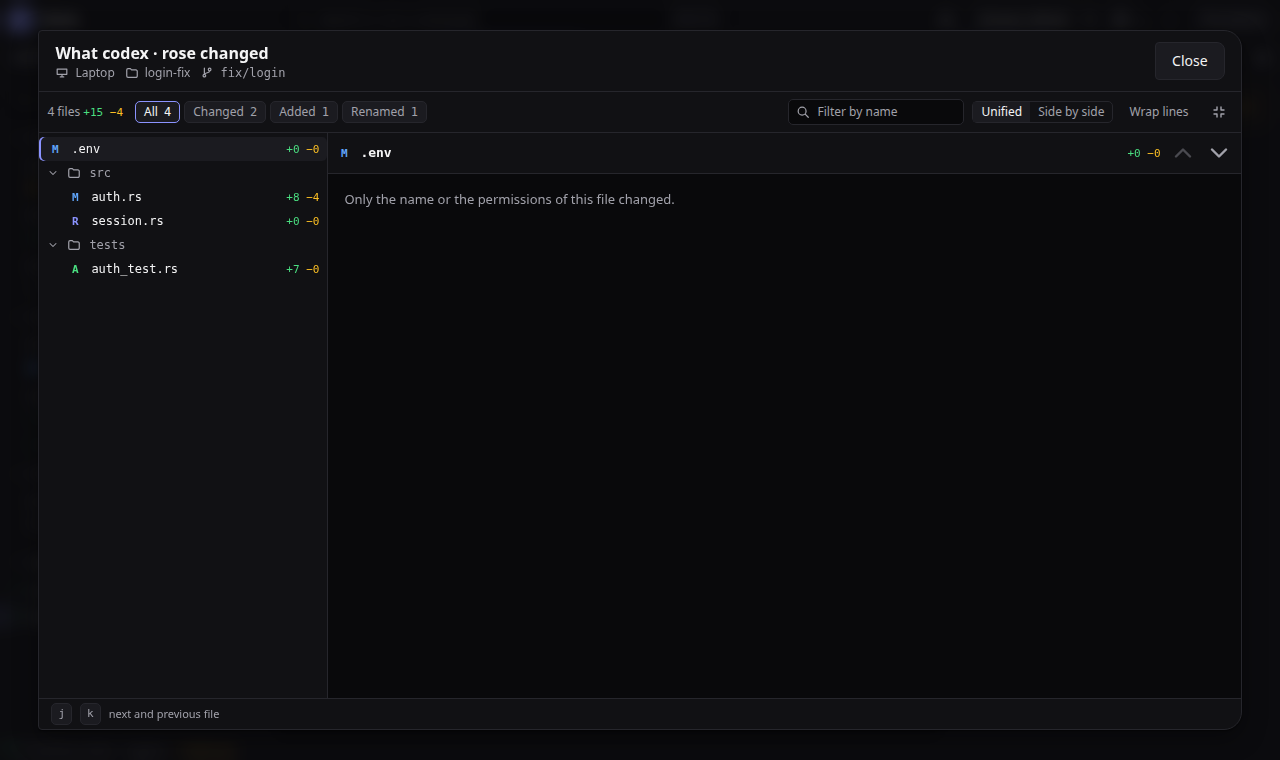 What codex · rose changed
Laptop login-fix fix/login
Close
4 files +15 −4 All 4 Changed 2 Added 1 Renamed 1
Filter by name Unified Side by side Wrap lines
M .env +0 −0
src
M auth.rs +8 −4
R session.rs +0 −0
tests
A auth_test.rs +7 −0
M .env +0 −0
Only the name or the permissions of this file changed.
j k next and previous file